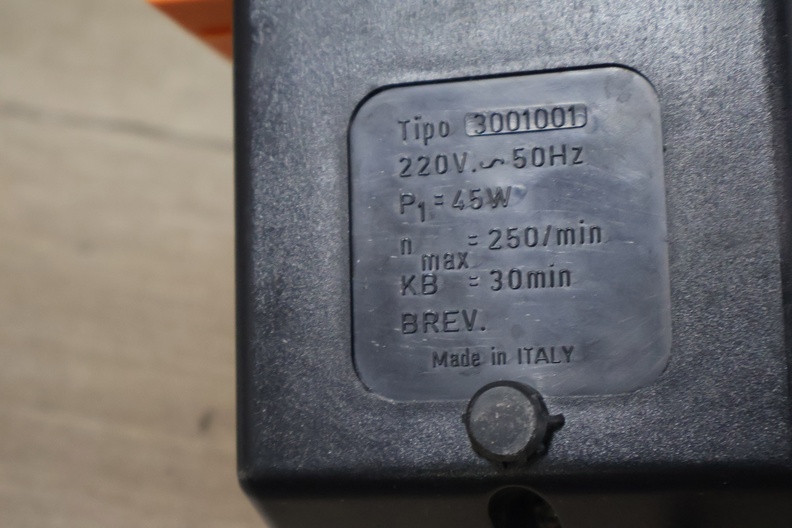 Tipo 3001001
220V.~50Hz
P1=45W
n max = 250/min
KB = 30min
BREV.
Made in ITALY